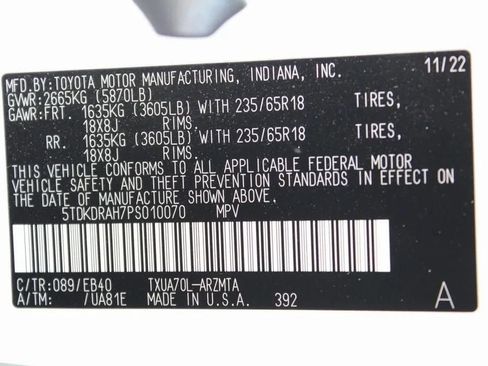 MFD.BY:TOYOTA MOTOR MANUFACTURING, INDIANA, INC. 11/22
GVWR:2665KG (5870LB)
GAWR:FRT. 1635KG (3605LB) WITH 235/65R18 TIRES,
18X8J RIMS.
RR. 1635KG (3605LB) WITH 235/65R18 TIRES,
18X8J RIMS.
THIS VEHICLE CONFORMS TO ALL APPLICABLE FEDERAL MOTOR
VEHICLE SAFETY AND THEFT PREVENTION STANDARDS IN EFFECT ON
THE DATE OF MANUFACTURE SHOWN ABOVE.
5TDKDRAH7PS010070 MPV
C/TR:089/EB40 TXUA70L-ARZMTA
A/TM: /UA81E MADE IN U.S.A. 392 A